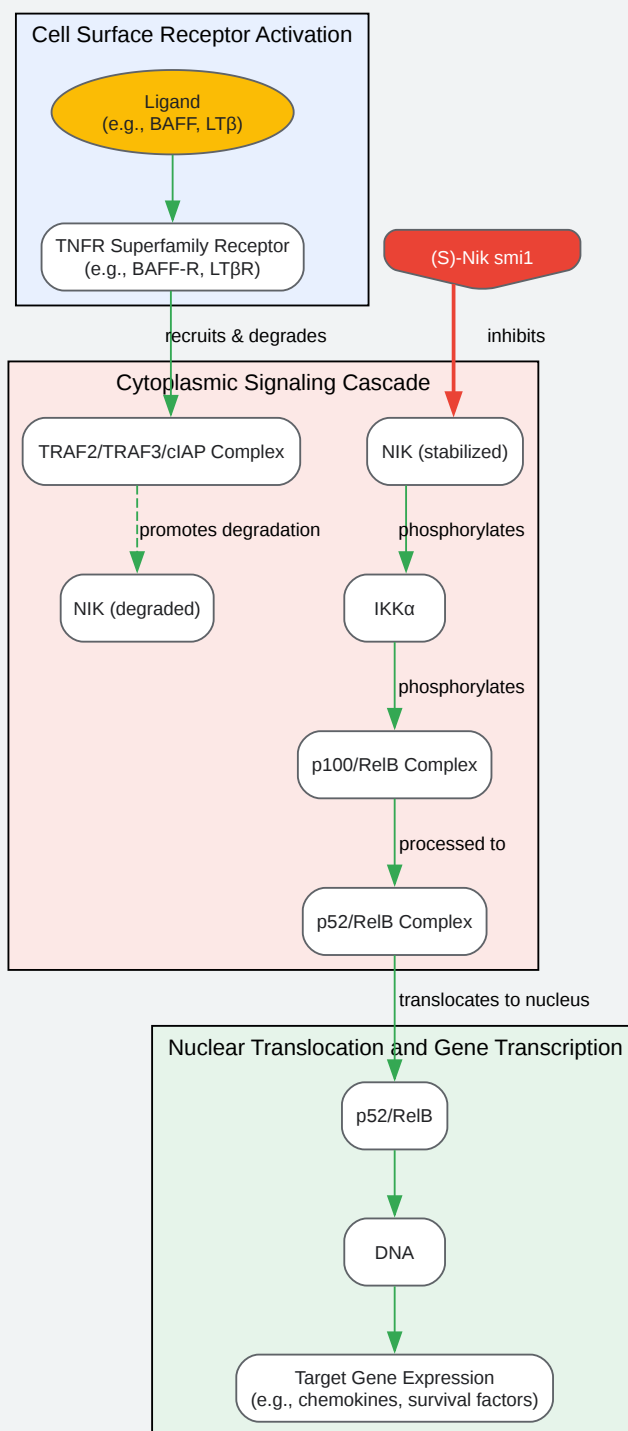 Cell Surface Receptor Activation
Ligand
(e.g., BAFF, LTβ)
TNFR Superfamily Receptor
(e.g., BAFF-R, LTβR)
(S)-Nik smi1
recruits & degrades
inhibits
Cytoplasmic Signaling Cascade
TRAF2/TRAF3/cIAP Complex
NIK (stabilized)
promotes degradation
phosphorylates
NIK (degraded)
IKKα
phosphorylates
p100/RelB Complex
processed to
p52/RelB Complex
translocates to nucleus
Nuclear Translocation and Gene Transcription
p52/RelB
DNA
Target Gene Expression
(e.g., chemokines, survival factors)